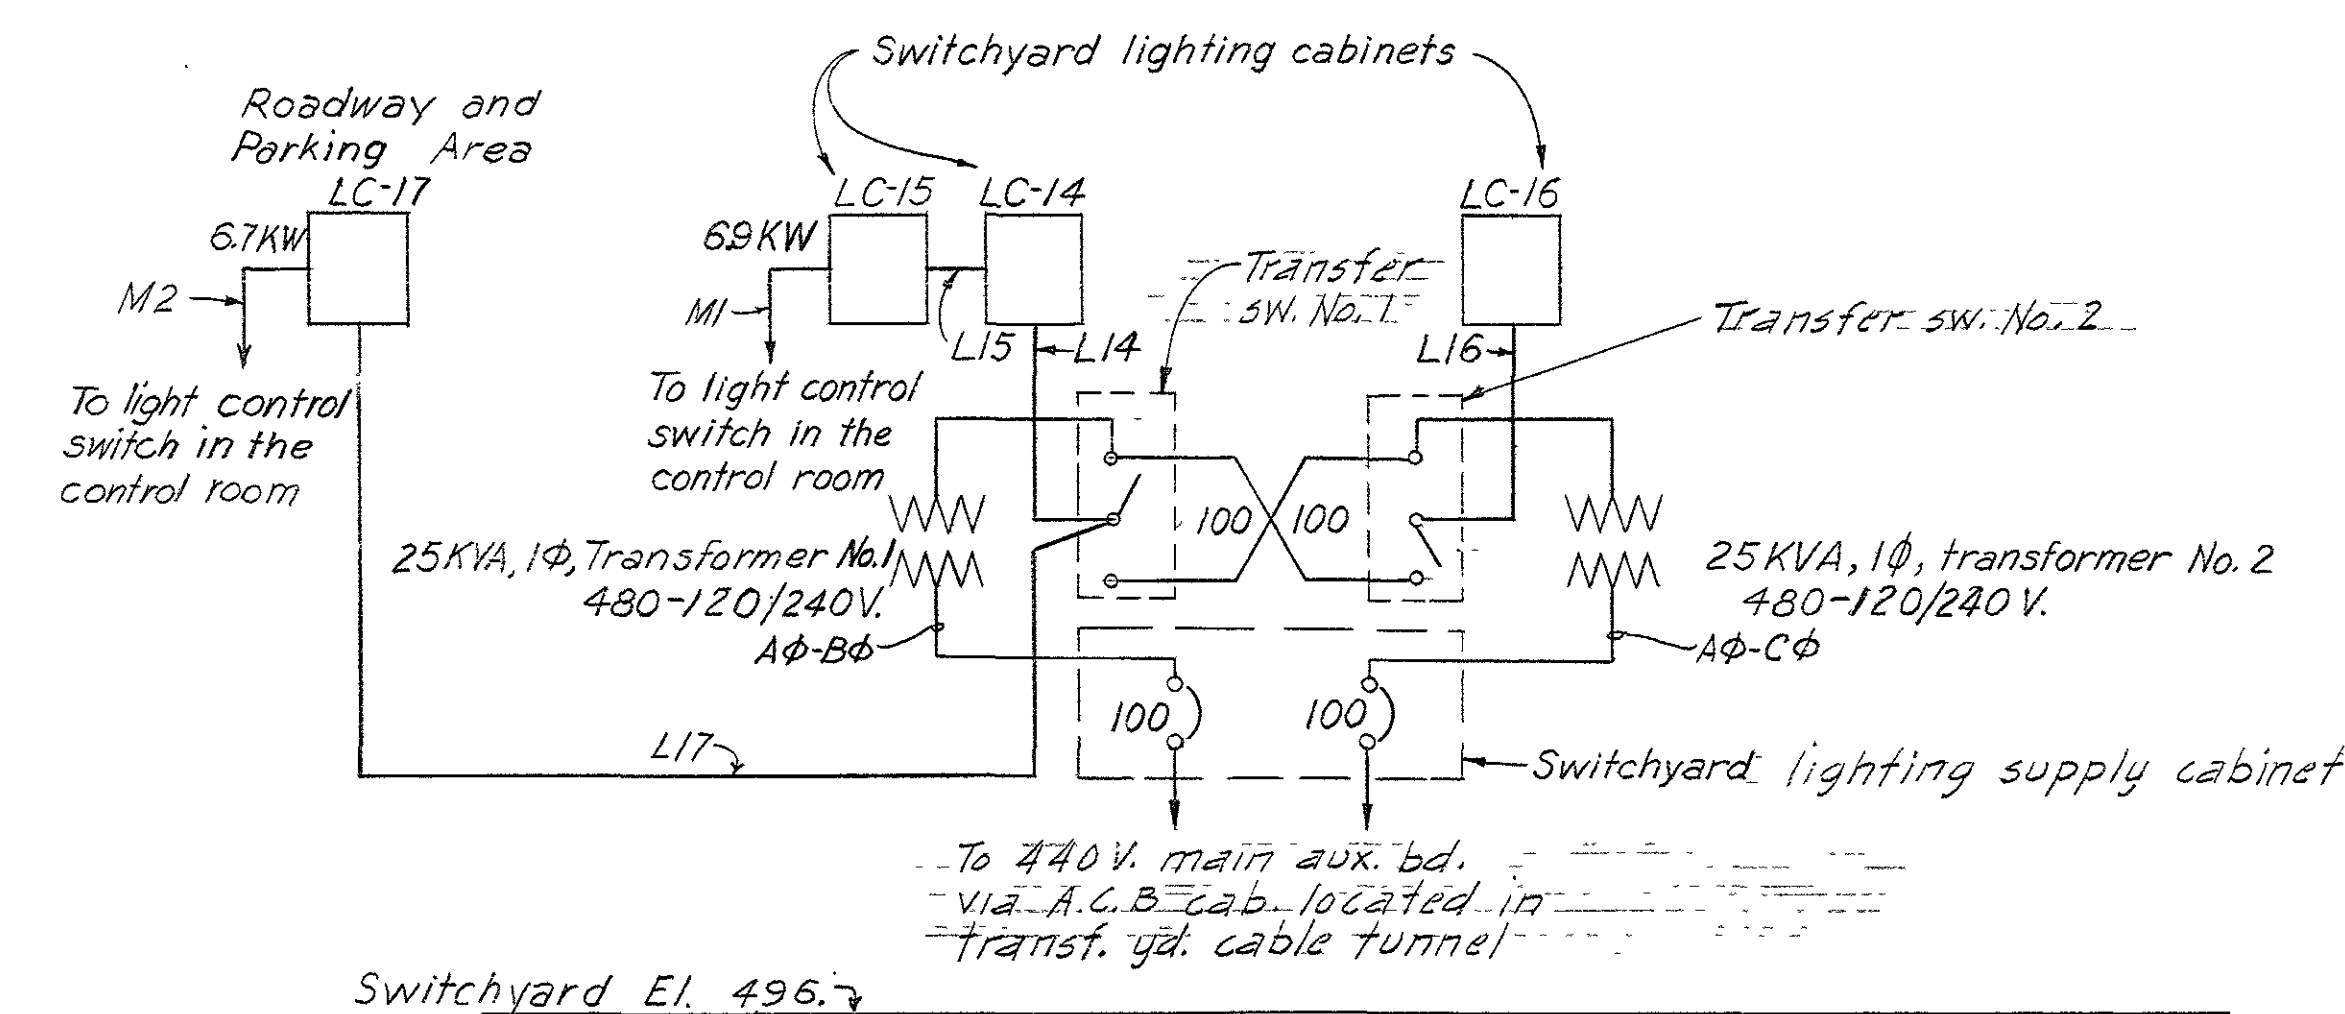 Switchyard lighting cabinets
Roadway and
Parking Area
LC-17
LC-15
LC-14
LC-16
6.7KW
6.9KW
Transfer
sw. No. 1
Transfer sw. No. 2
M2
M1
L15
L14
L16
To light control
switch in the
control room
To light control
switch in the
control room
100
100
25KVA, 1Φ, Transformer No.1
480-120/240V.
25KVA, 1Φ, transformer No. 2
480-120/240V.
AΦ-BΦ
AΦ-CΦ
100
100
L17
Switchyard lighting supply cabinet
To 440V. main aux. bd.
via A.C.B cab. located in
transf. yd. cable tunnel
Switchyard El. 496.